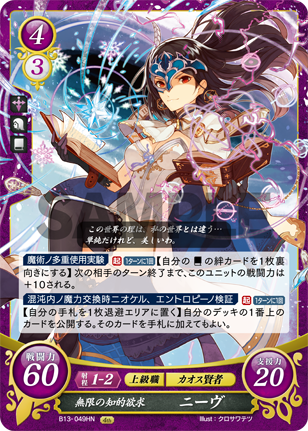 4
3
SAMPLE
この世界の理は、私の世界とは違う…
単純だけれど、美しいわ。
魔術ノ多重使用実験 起 1ターンに1回 【自分の の絆カードを1枚裏
向きにする】次の相手のターン終了まで、このユニットの戦闘力は
+10される。
混沌内ノ魔力交換時ニオケル、エントロピーノ検証 起 1ターンに1回
【自分の手札を1枚退避エリアに置く】自分のデッキの1番上の
カードを公開する。そのカードを手札に加えてもよい。
戦闘力
60
射程 1-2 上級職 カオス賢者
支援力
20
無限の知的欲求 ニーヴ
B13-049HN Illust:クロサワテツ